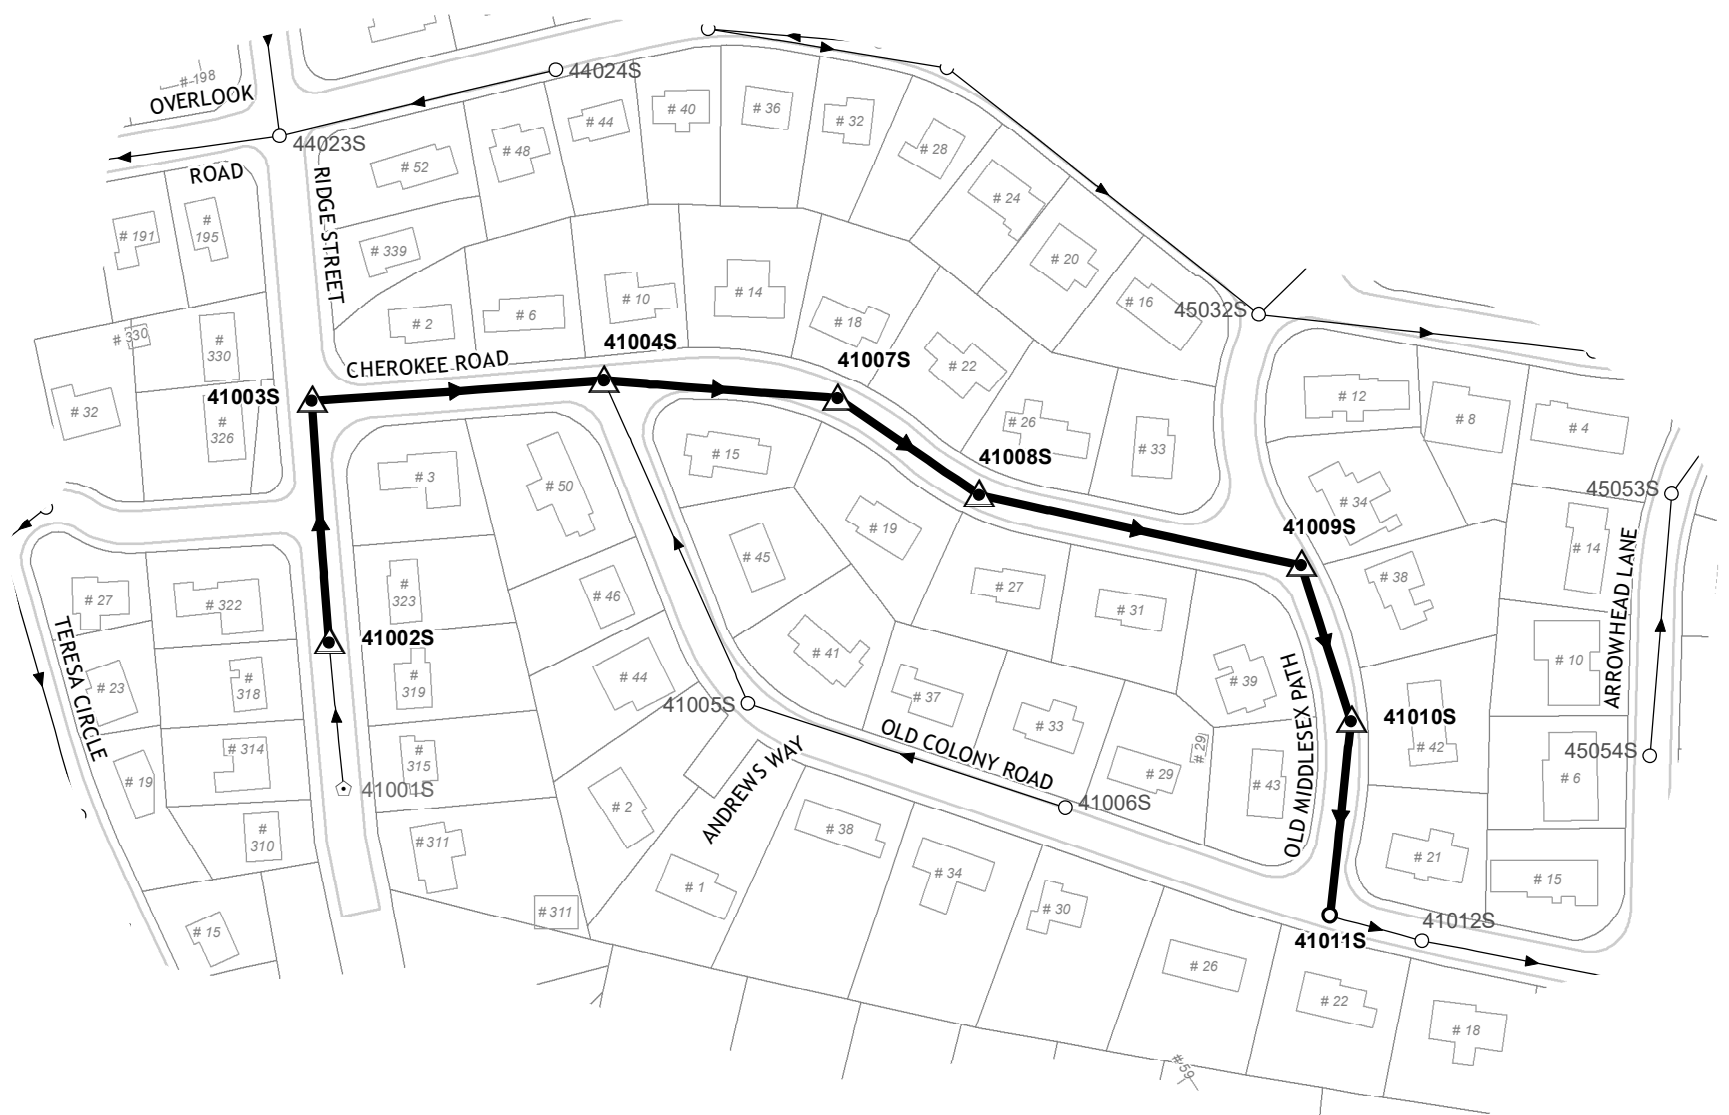 # 198
OVERLOOK
44024S
44023S
ROAD
RIDGE STREET
# 52
# 48
# 44
# 40
# 36
# 32
# 28
# 24
# 20
# 16
45032S
# 191
# 195
# 339
# 2
# 6
# 10
# 14
# 18
# 22
# 26
# 33
# 330
# 330
# 32
# 326
CHEROKEE ROAD
41003S
41004S
41007S
41008S
41009S
# 12
# 8
# 4
# 34
# 38
45053S
# 14
# 10
ARROWHEAD LANE
45054S
# 6
# 3
# 50
# 15
# 19
# 45
# 27
# 31
# 46
# 41
# 44
# 37
# 33
# 29
# 29
# 39
# 43
OLD MIDDLESEX PATH
41010S
# 42
# 21
# 15
# 27
# 322
# 323
41002S
TERESA CIRCLE
# 23
# 318
# 319
# 314
# 315
# 19
41001S
# 310
# 311
# 311
# 15
41005S
OLD COLONY ROAD
ANDREWS WAY
41006S
# 2
# 1
# 38
# 34
# 30
# 26
# 22
# 18
41011S
41012S
# 59